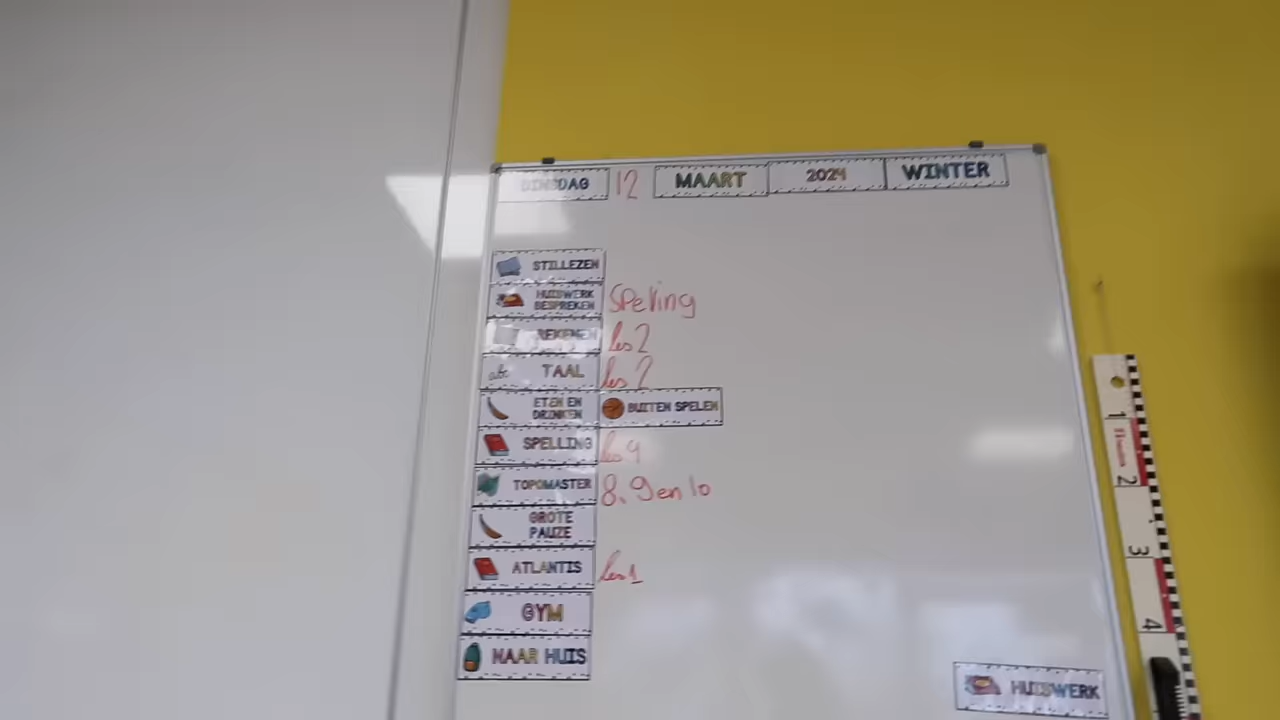 DINSDAG 12 MAART 2024 WINTER
STILLEZEN
HUISWERK BESPREKEN Speling
REKENEN les 2
TAAL les 2
ETEN EN DRINKEN BUITEN SPELEN
SPELLING les 4
TOPOMASTER 8. 9 en 10
GROTE PAUZE
ATLANTIS les 1
GYM
NAAR HUIS
HUISWERK
1
2
3
4